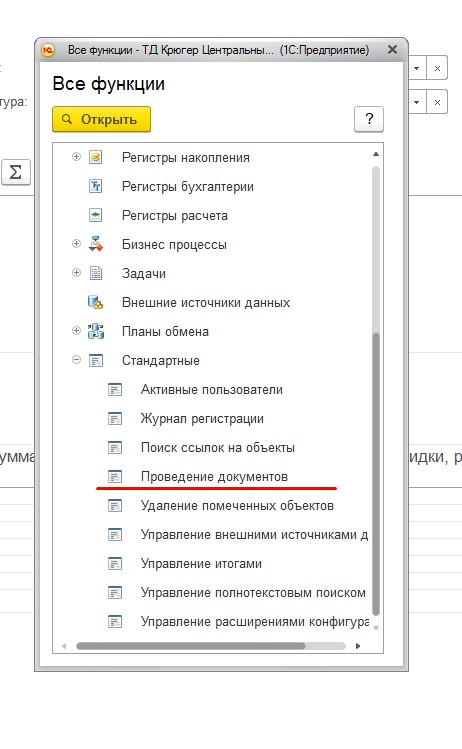 Все функции - ТД Крюгер Центральны... (1С:Предприятие)
Все функции
тура:
Открыть
?
Σ
Регистры накопления
Регистры бухгалтерии
Регистры расчета
Бизнес процессы
Задачи
Внешние источники данных
Планы обмена
Стандартные
Активные пользователи
Журнал регистрации
Поиск ссылок на объекты
умма
идки, р
Проведение документов
Удаление помеченных объектов
Управление внешними источниками д
Управление итогами
Управление полнотекстовым поиском
Управление расширениями конфигура